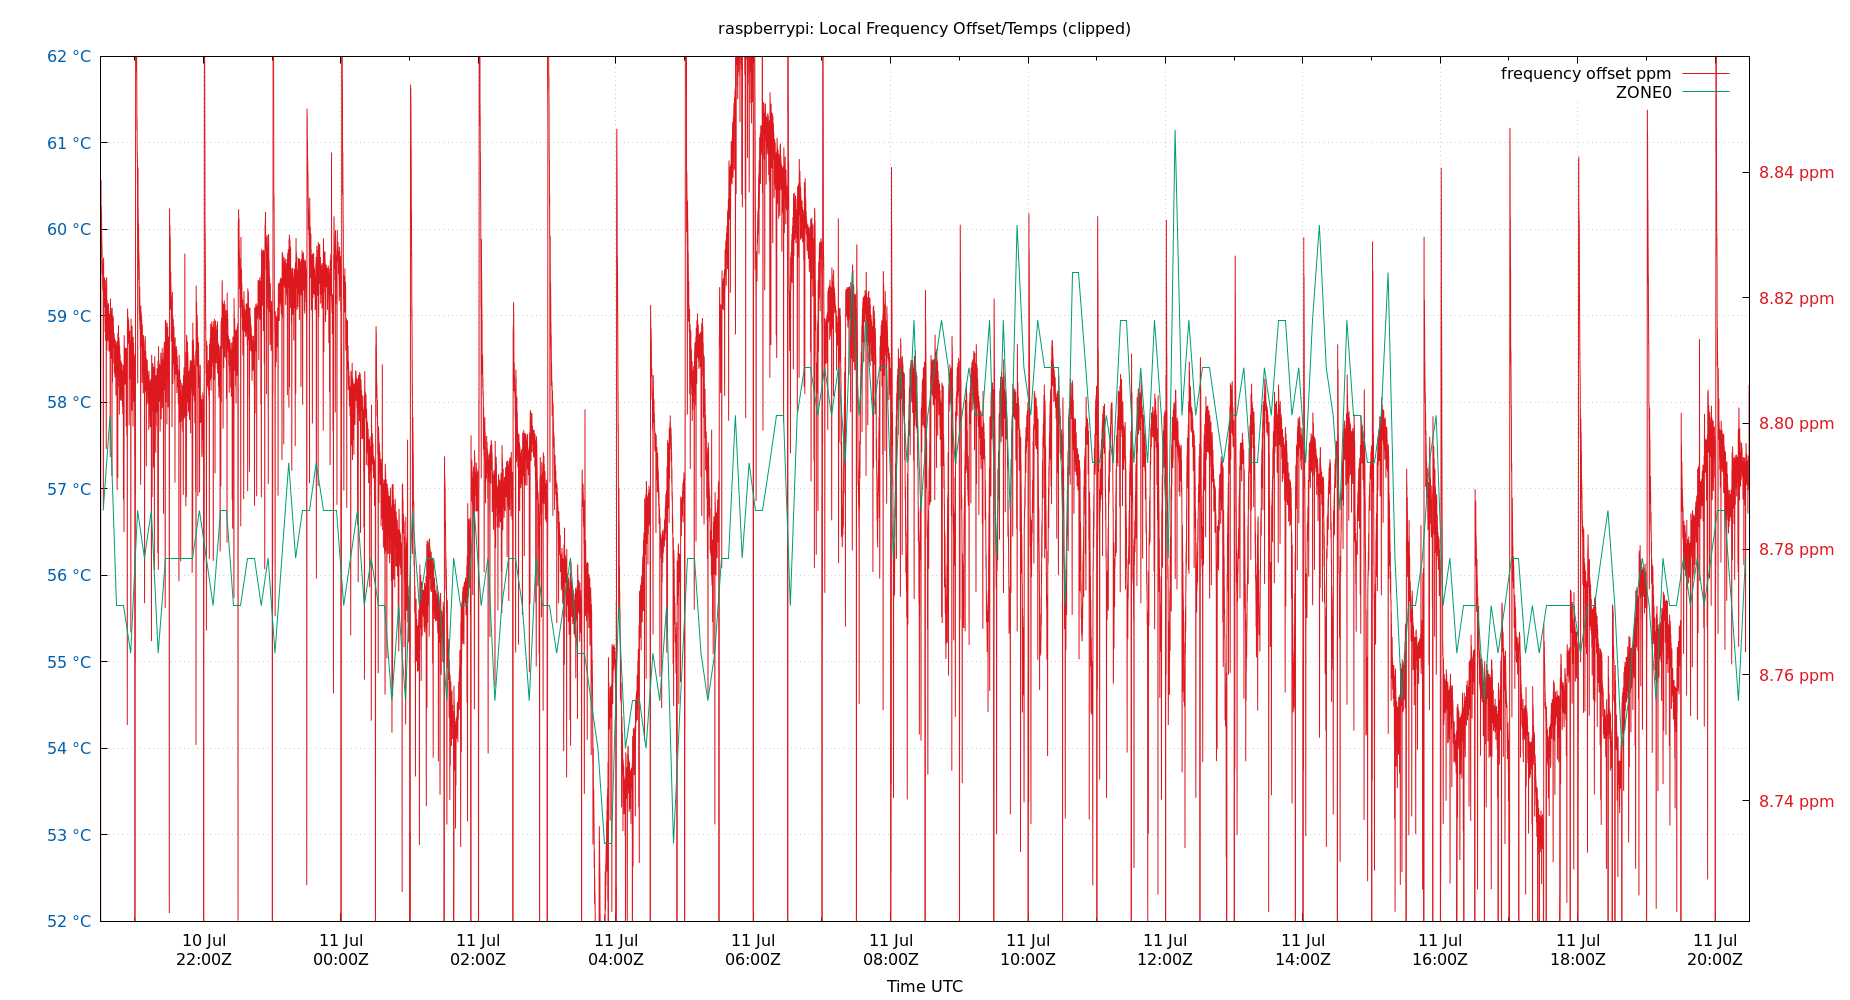 raspberrypi: Local Frequency Offset/Temps (clipped)
62 °C
61 °C
60 °C
59 °C
58 °C
57 °C
56 °C
55 °C
54 °C
53 °C
52 °C
frequency offset ppm
ZONE0
8.84 ppm
8.82 ppm
8.80 ppm
8.78 ppm
8.76 ppm
8.74 ppm
10 Jul 11 Jul 11 Jul 11 Jul 11 Jul 11 Jul 11 Jul 11 Jul 11 Jul 11 Jul 11 Jul 11 Jul
22:00Z 00:00Z 02:00Z 04:00Z 06:00Z 08:00Z 10:00Z 12:00Z 14:00Z 16:00Z 18:00Z 20:00Z
Time UTC